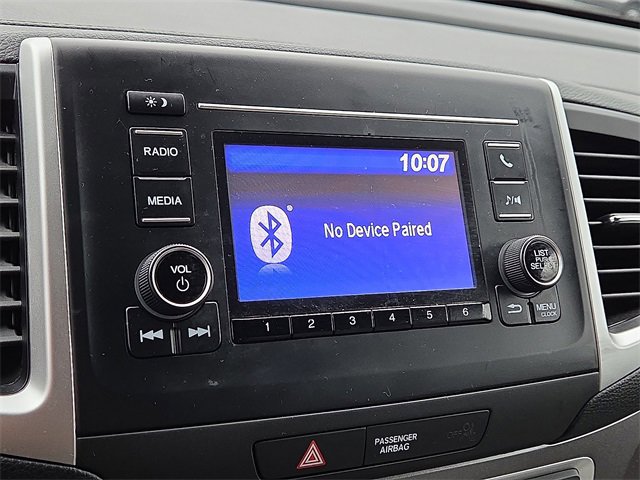 10:07
RADIO
MEDIA
®
No Device Paired
VOL
LIST
PUSH
SELECT
1 2 3 4 5 6
MENU
CLOCK
PASSENGER
AIRBAG
OFF